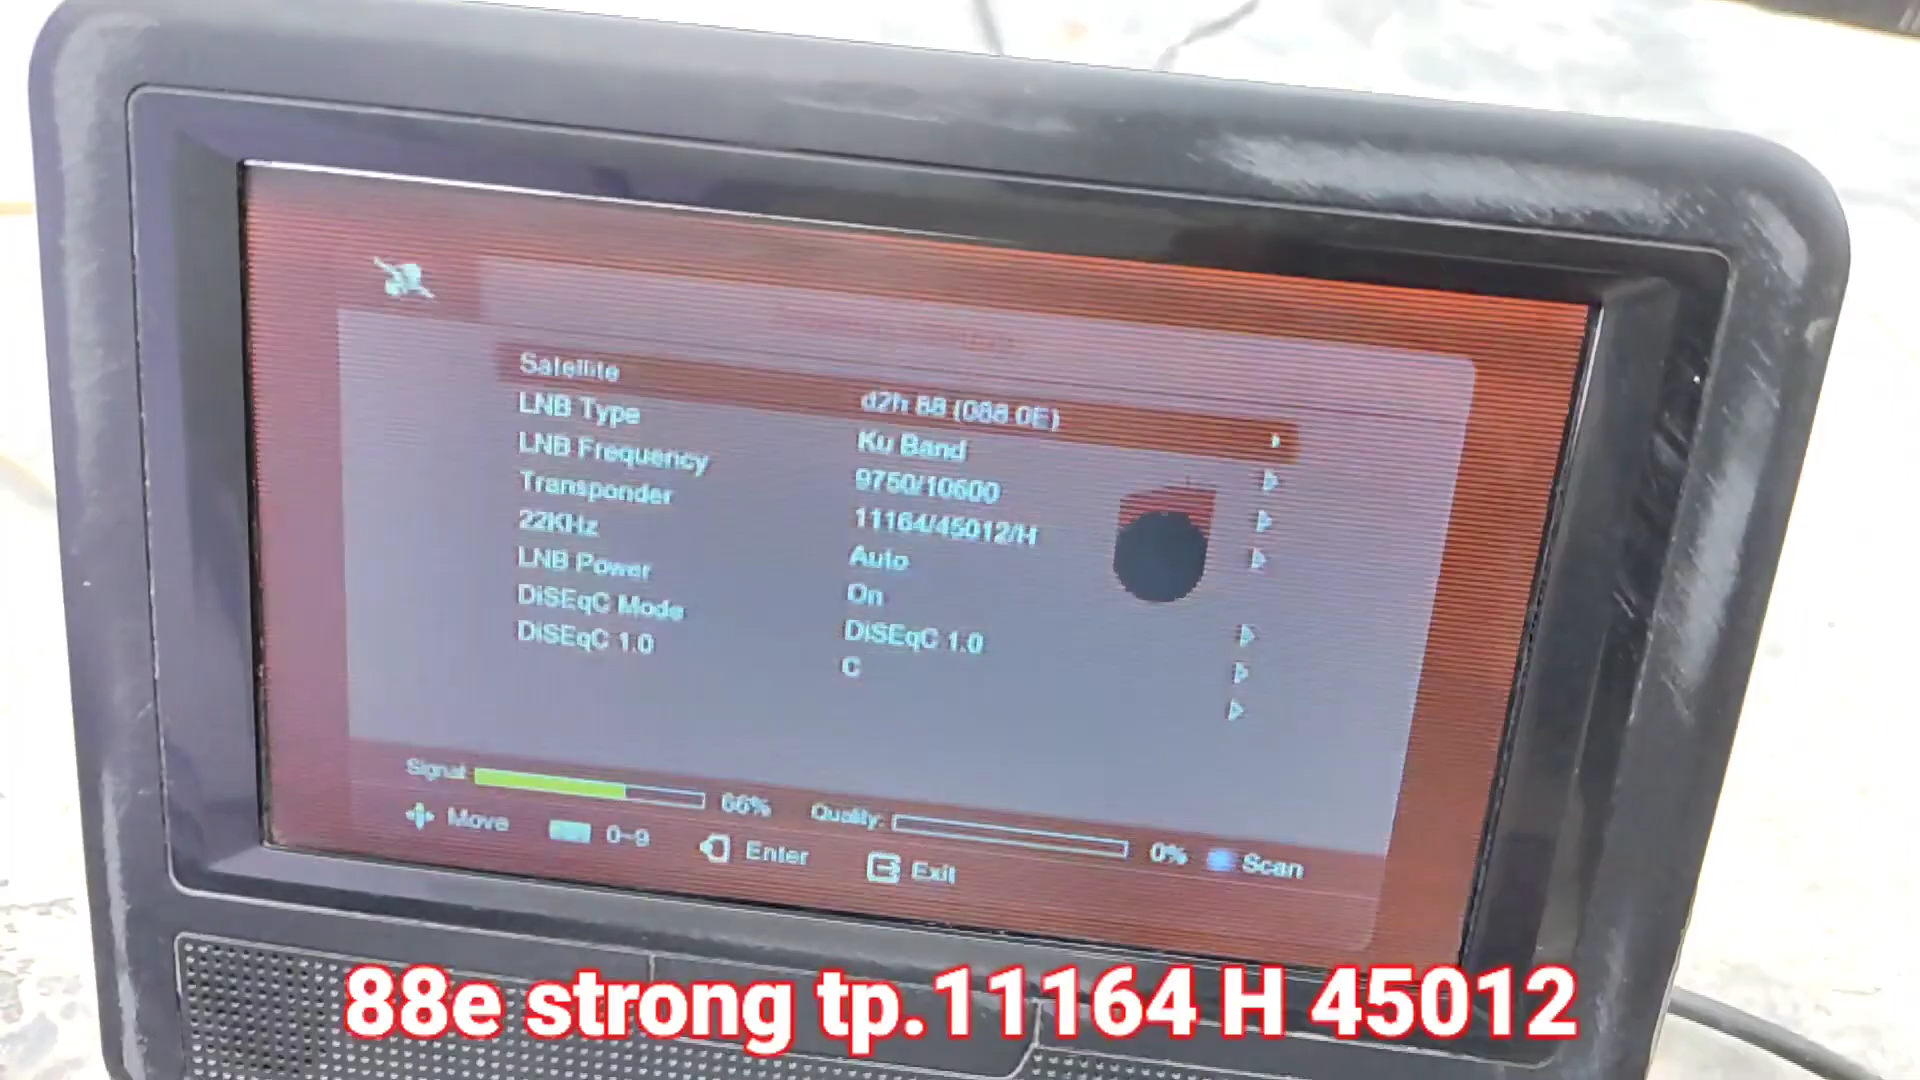 Satellite d2h 88 (088.0E)
LNB Type Ku Band
LNB Frequency 9750/10600
Transponder 11164/45012/H
22KHz Auto
LNB Power On
DiSEqC Mode DiSEqC 1.0
DiSEqC 1.0 C
Signal 66% Quality: 0%
Move 0~9 Enter Exit Scan
88e strong tp.11164 H 45012